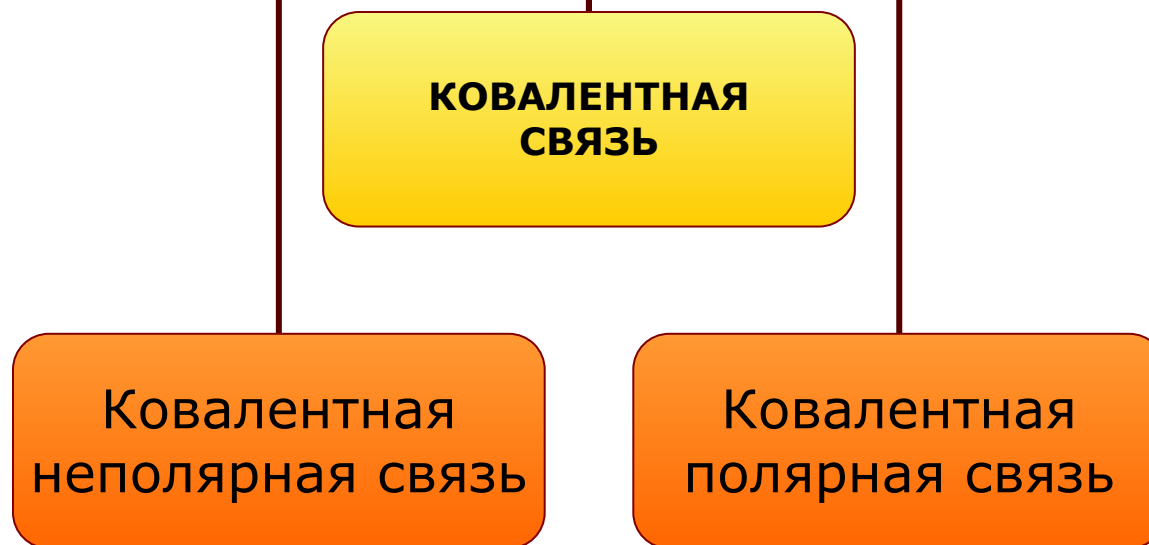 КОВАЛЕНТНАЯ
СВЯЗЬ
Ковалентная
неполярная связь
Ковалентная
полярная связь